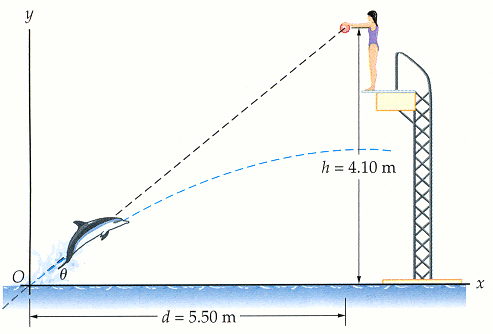 y
h = 4.10 m
O
θ
x
d = 5.50 m